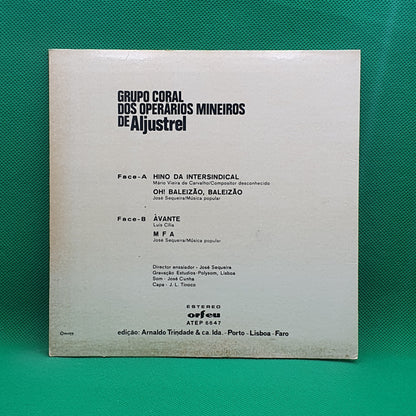 GRUPO CORAL
DOS OPERARIOS MINEIROS
DE Aljustrel
Face-A HINO DA INTERSINDICAL
Mário Vieira de Carvalho/Compositor desconhecido
OH! BALEIZÃO, BALEIZÃO
José Sequeira/Música popular
Face-B ÀVANTE
Luís Cília
M F A
José Sequeira/Música popular
Director ensaiador - José Sequeira
Gravação Estudios-Polysom, Lisboa
Som - José Cunha
Capa - J. L. Tinoco
ESTEREO
orfeu
ATEP 6647
edição: Arnaldo Trindade & ca. lda. - Porto - Lisboa - Faro